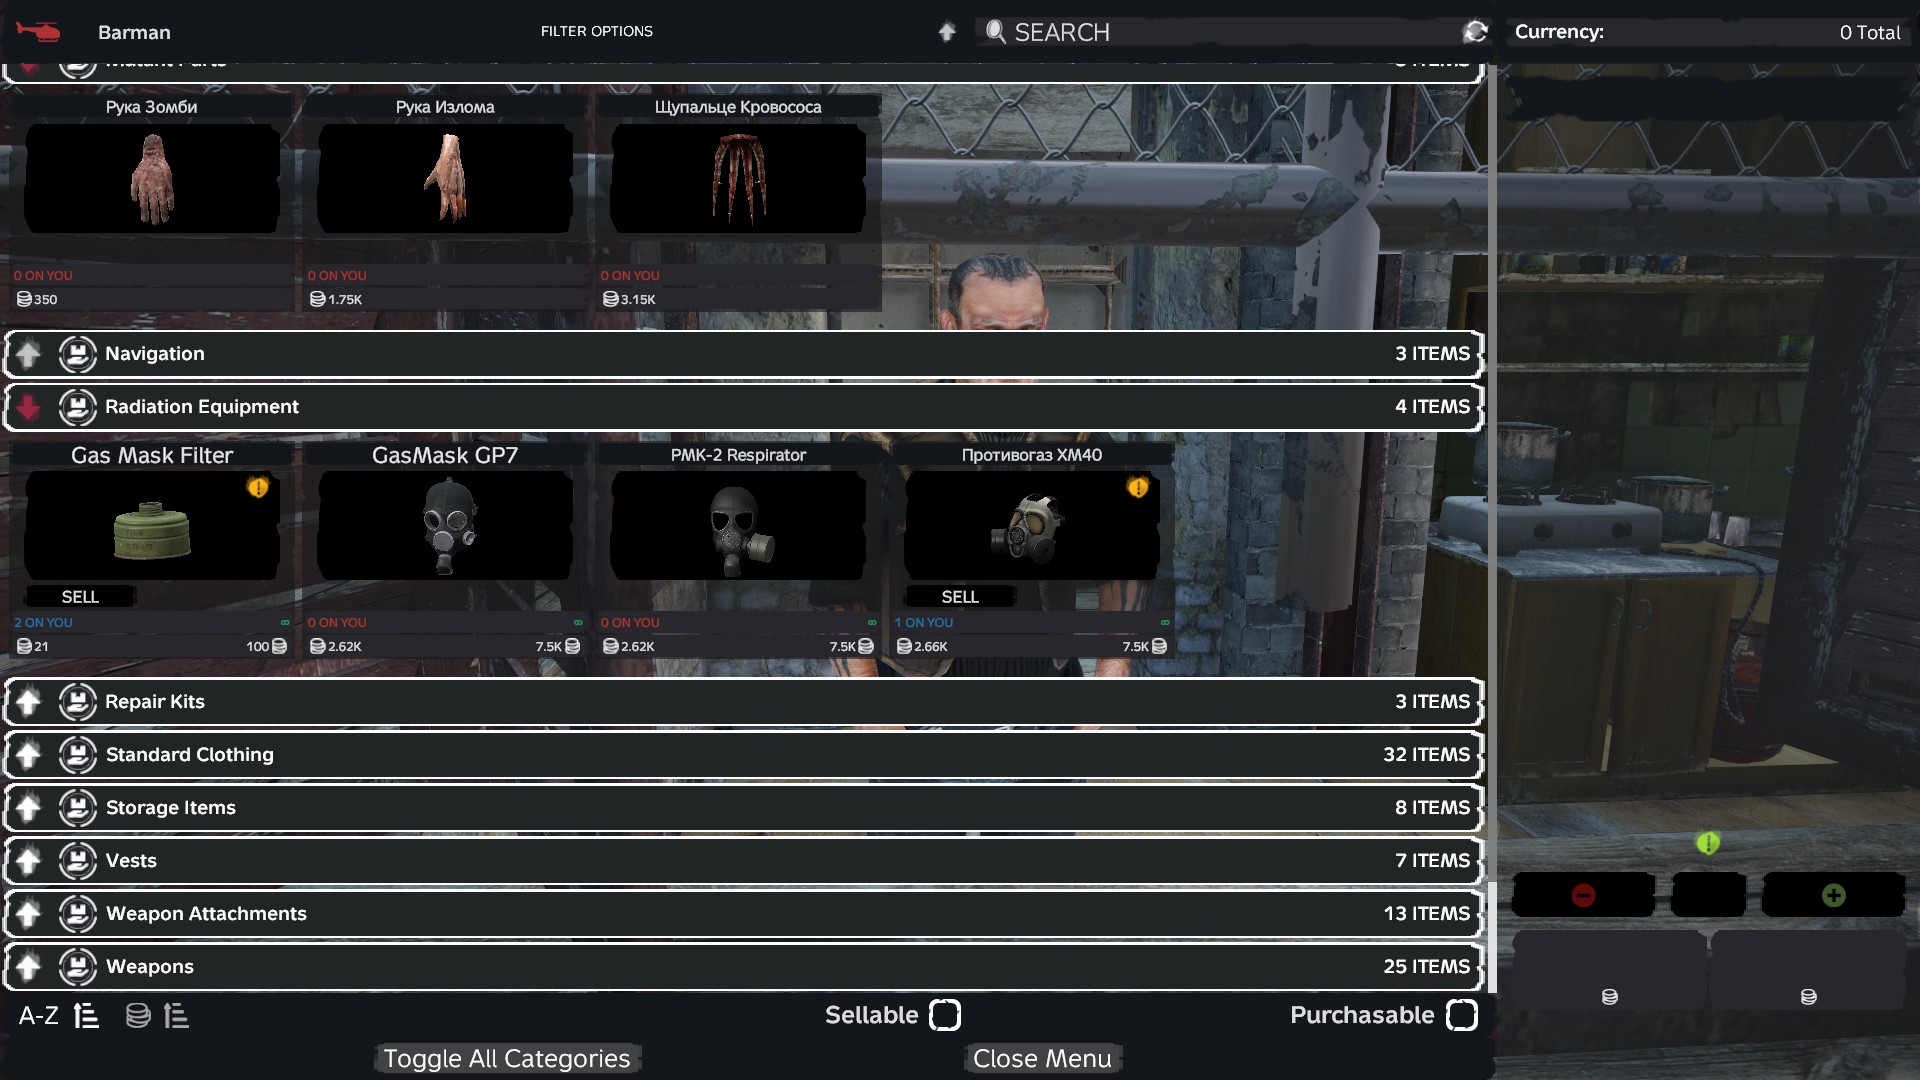 Barman
FILTER OPTIONS
SEARCH
Currency:
0 Total
Mutant Parts
3 ITEMS
Рука Зомби
Рука Излома
Щупальце Кровососа
0 ON YOU
0 ON YOU
0 ON YOU
350
1.75K
3.15K
Navigation
3 ITEMS
Radiation Equipment
4 ITEMS
Gas Mask Filter
GasMask GP7
PMK-2 Respirator
Противогаз XM40
SELL
SELL
2 ON YOU ∞
0 ON YOU ∞
0 ON YOU ∞
1 ON YOU ∞
21 100
2.62K 7.5K
2.62K 7.5K
2.66K 7.5K
Repair Kits
3 ITEMS
Standard Clothing
32 ITEMS
Storage Items
8 ITEMS
Vests
7 ITEMS
Weapon Attachments
13 ITEMS
Weapons
25 ITEMS
A-Z
Sellable
Purchasable
Toggle All Categories
Close Menu